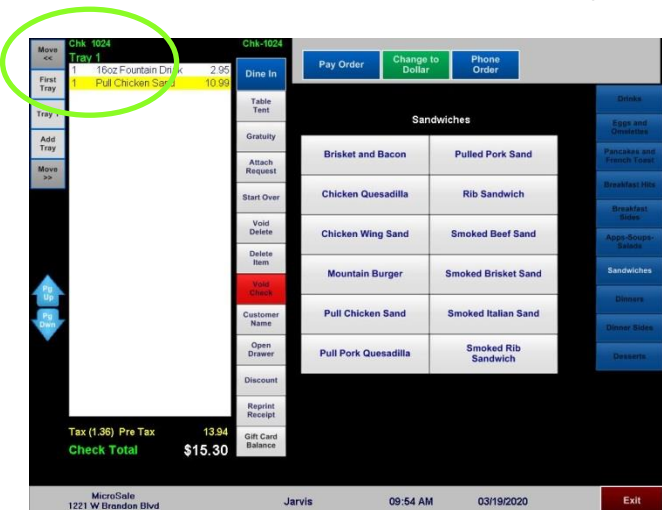 Move
<<
First
Tray
Tray 1
Add
Tray
Move
>>
Pg
Up
Pg
Dwn
Chk 1024
Chk-1024
Tray 1
1 16oz Fountain Drink 2.95
1 Pull Chicken Sand 10.99
Tax (1.36) Pre Tax 13.94
Check Total $15.30
Dine In
Table
Tent
Gratuity
Attach
Request
Start Over
Void
Delete
Delete
Item
Void
Check
Customer
Name
Open
Drawer
Discount
Reprint
Receipt
Gift Card
Balance
Pay Order
Change to
Dollar
Phone
Order
Sandwiches
Brisket and Bacon
Pulled Pork Sand
Chicken Quesadilla
Rib Sandwich
Chicken Wing Sand
Smoked Beef Sand
Mountain Burger
Smoked Brisket Sand
Pull Chicken Sand
Smoked Italian Sand
Pull Pork Quesadilla
Smoked Rib
Sandwich
Drinks
Eggs and
Omelettes
Pancakes and
French Toast
Breakfast Hits
Breakfast
Sides
Apps-Soups-
Salads
Sandwiches
Dinners
Dinner Sides
Desserts
MicroSale
1221 W Brandon Blvd
Jarvis
09:54 AM
03/19/2020
Exit